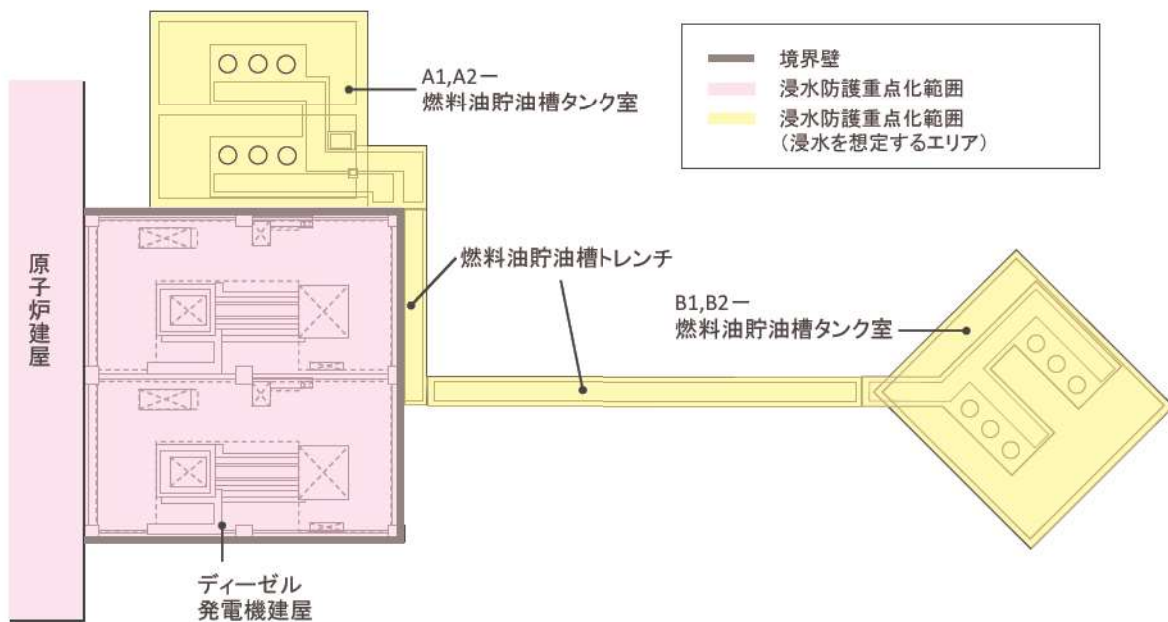 A1,A2ー
燃料油貯油槽タンク室
境界壁
浸水防護重点化範囲
浸水防護重点化範囲
（浸水を想定するエリア）
原子炉建屋
燃料油貯油槽トレンチ
B1,B2ー
燃料油貯油槽タンク室
ディーゼル
発電機建屋